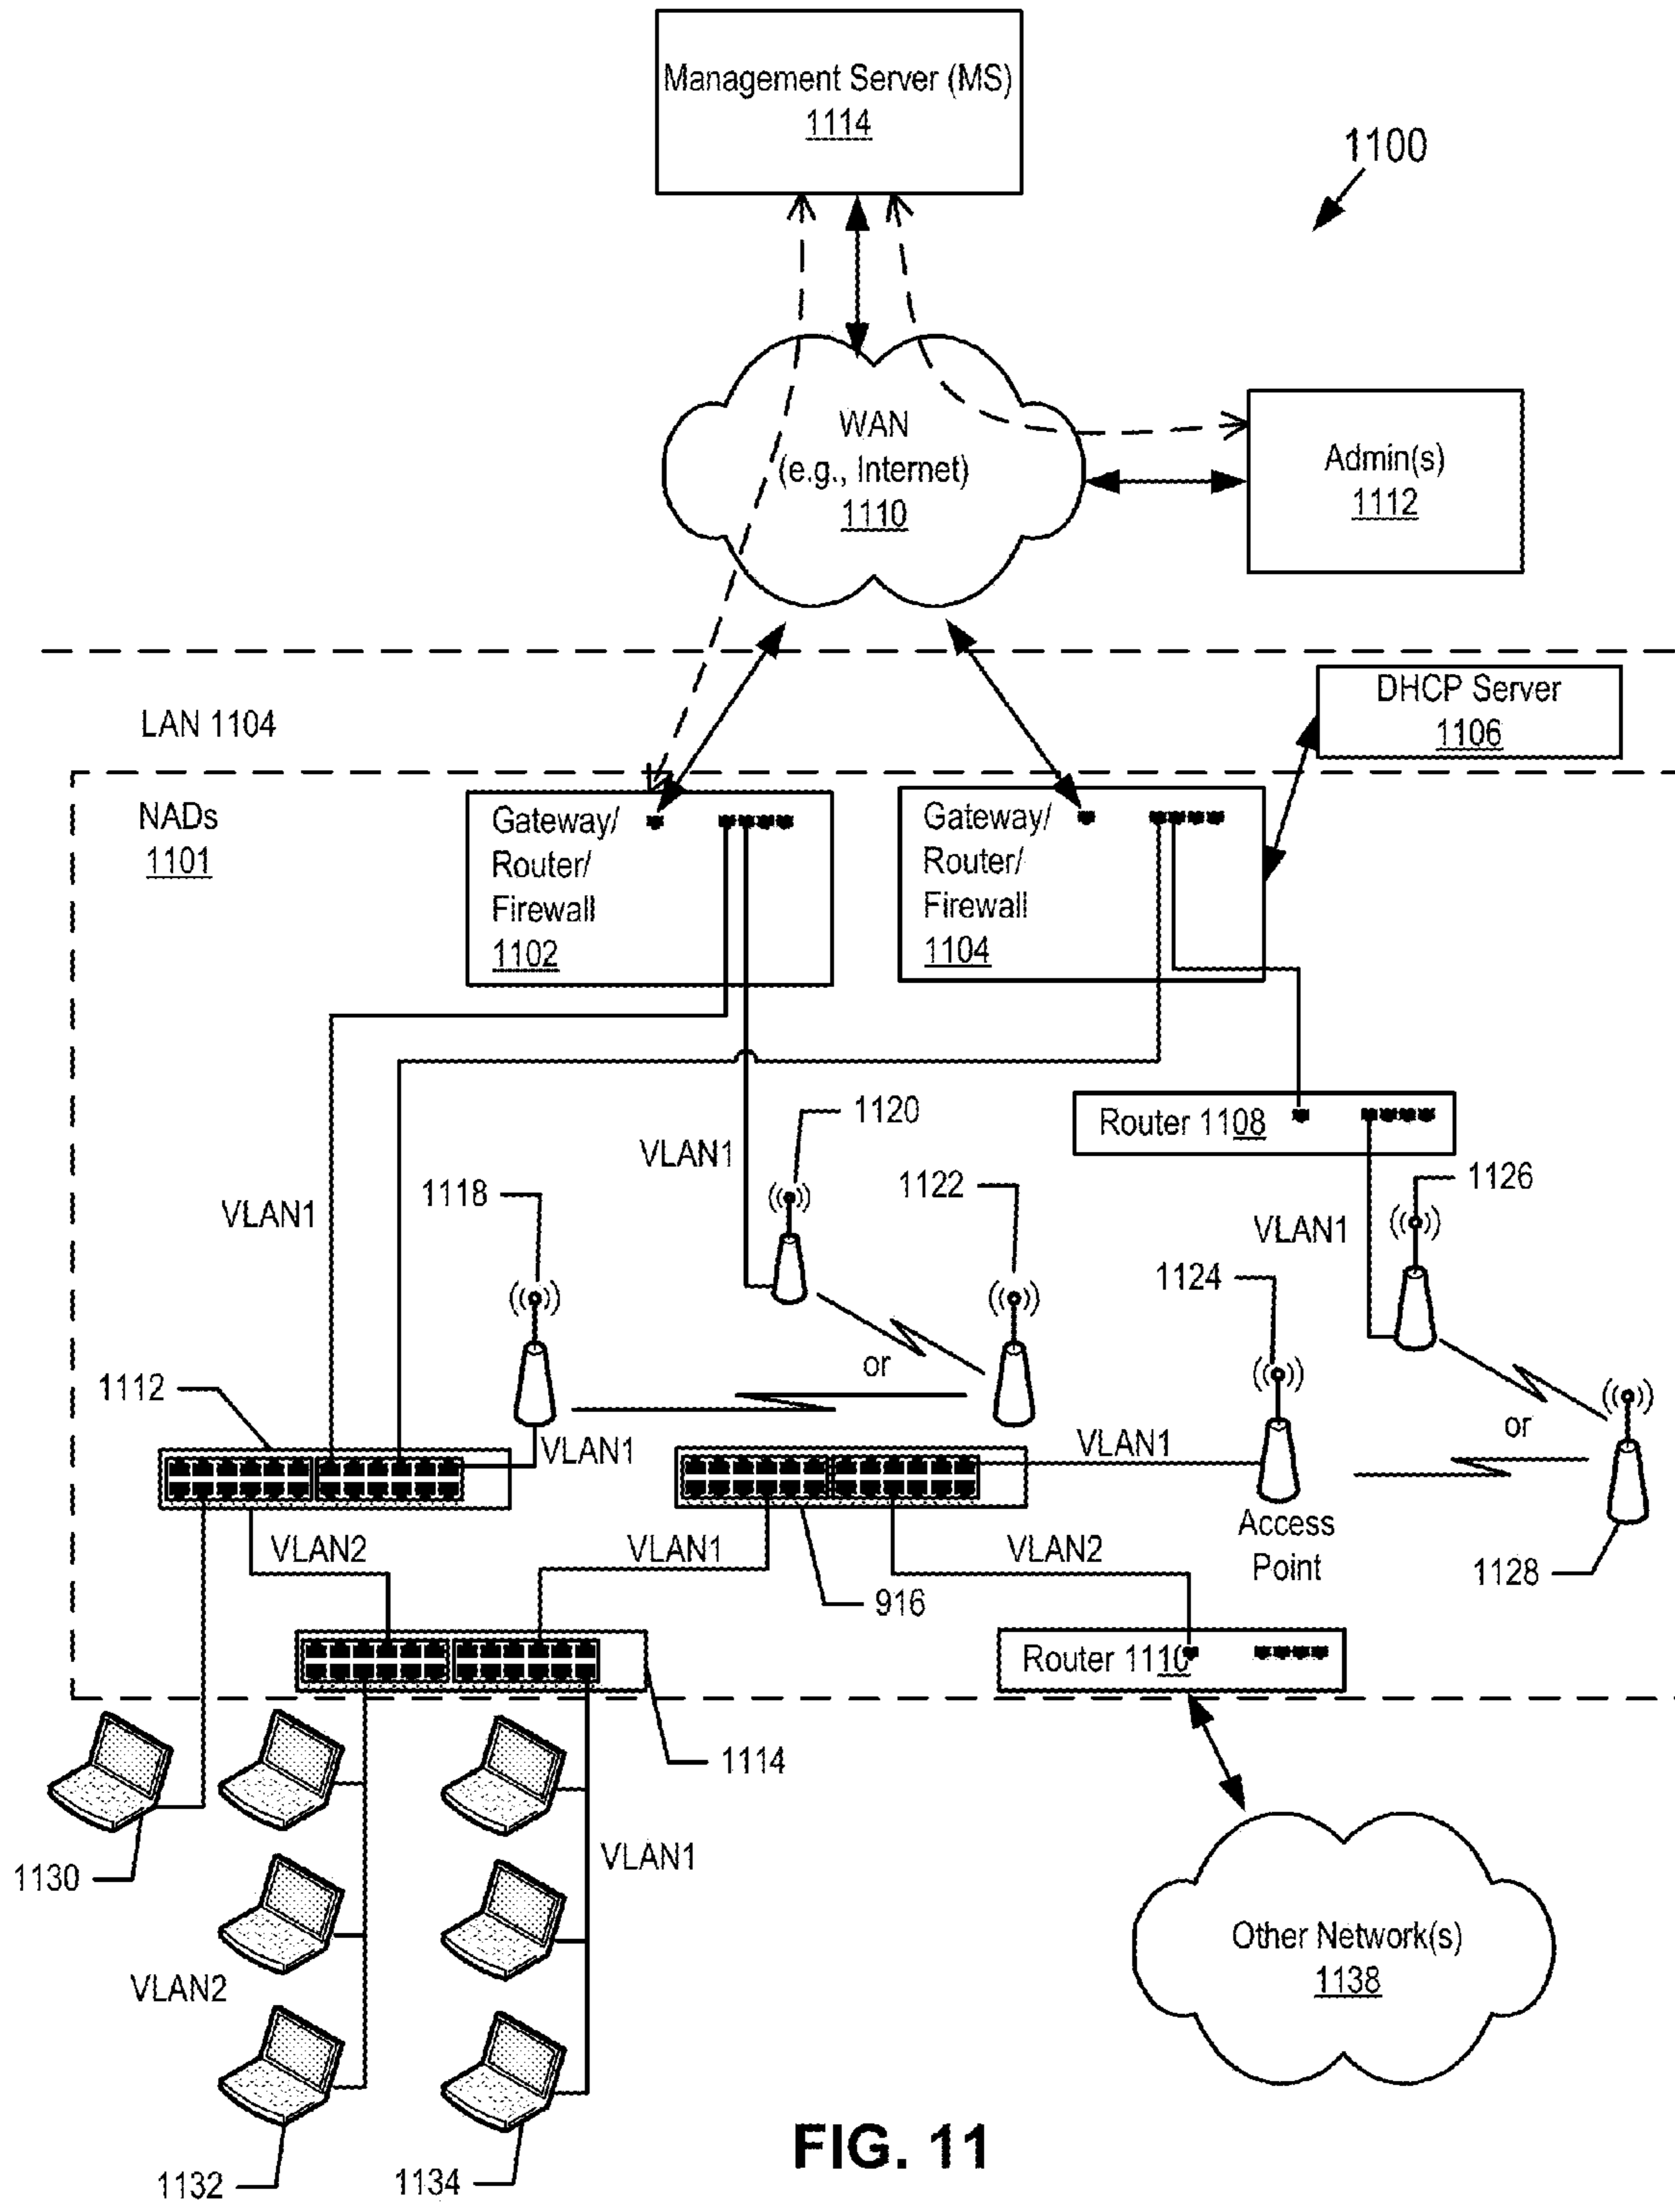 Management Server (MS)
1114
1100
WAN
(e.g., Internet)
1110
Admin(s)
1112
DHCP Server
1106
LAN 1104
NADs
1101
Gateway/
Router/
Firewall
1102
Gateway/
Router/
Firewall
1104
1120
Router 1108
VLAN1
1118
1122
1126
VLAN1
VLAN1
1124
or
1112
or
VLAN1
VLAN1
Access
Point
VLAN2
VLAN1
VLAN2
1128
916
Router 1110
1114
VLAN1
1130
Other Network(s)
1138
VLAN2
FIG. 11
1132
1134